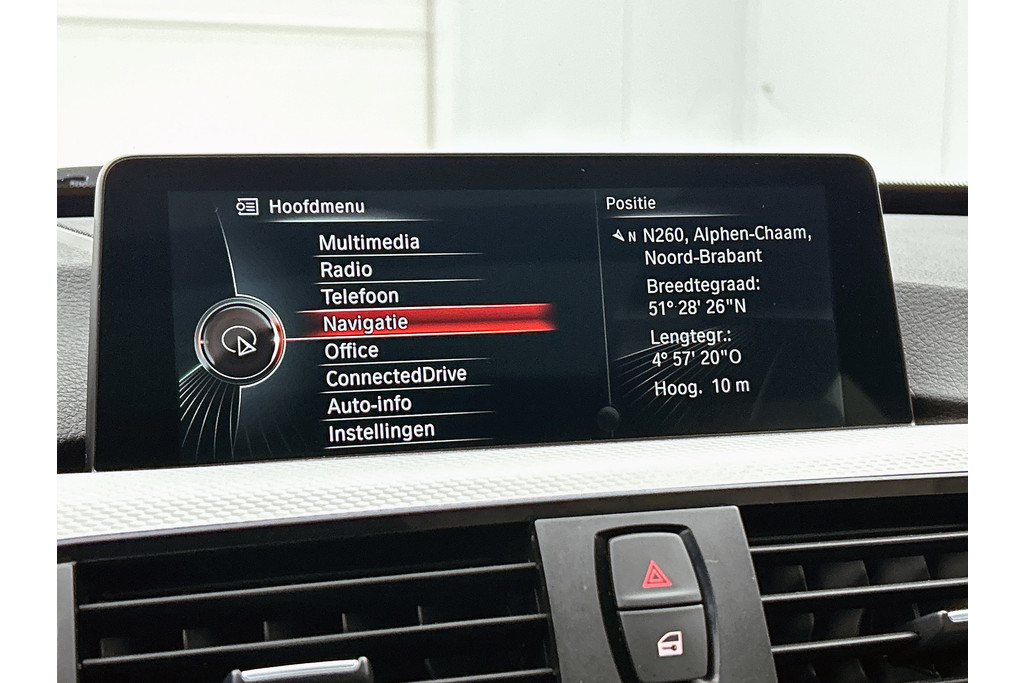 Hoofdmenu
Multimedia
Radio
Telefoon
Navigatie
Office
ConnectedDrive
Auto-info
Instellingen
Positie
N N260, Alphen-Chaam,
Noord-Brabant
Breedtegraad:
51° 28' 26"N
Lengtegr.:
4° 57' 20"O
Hoog. 10 m